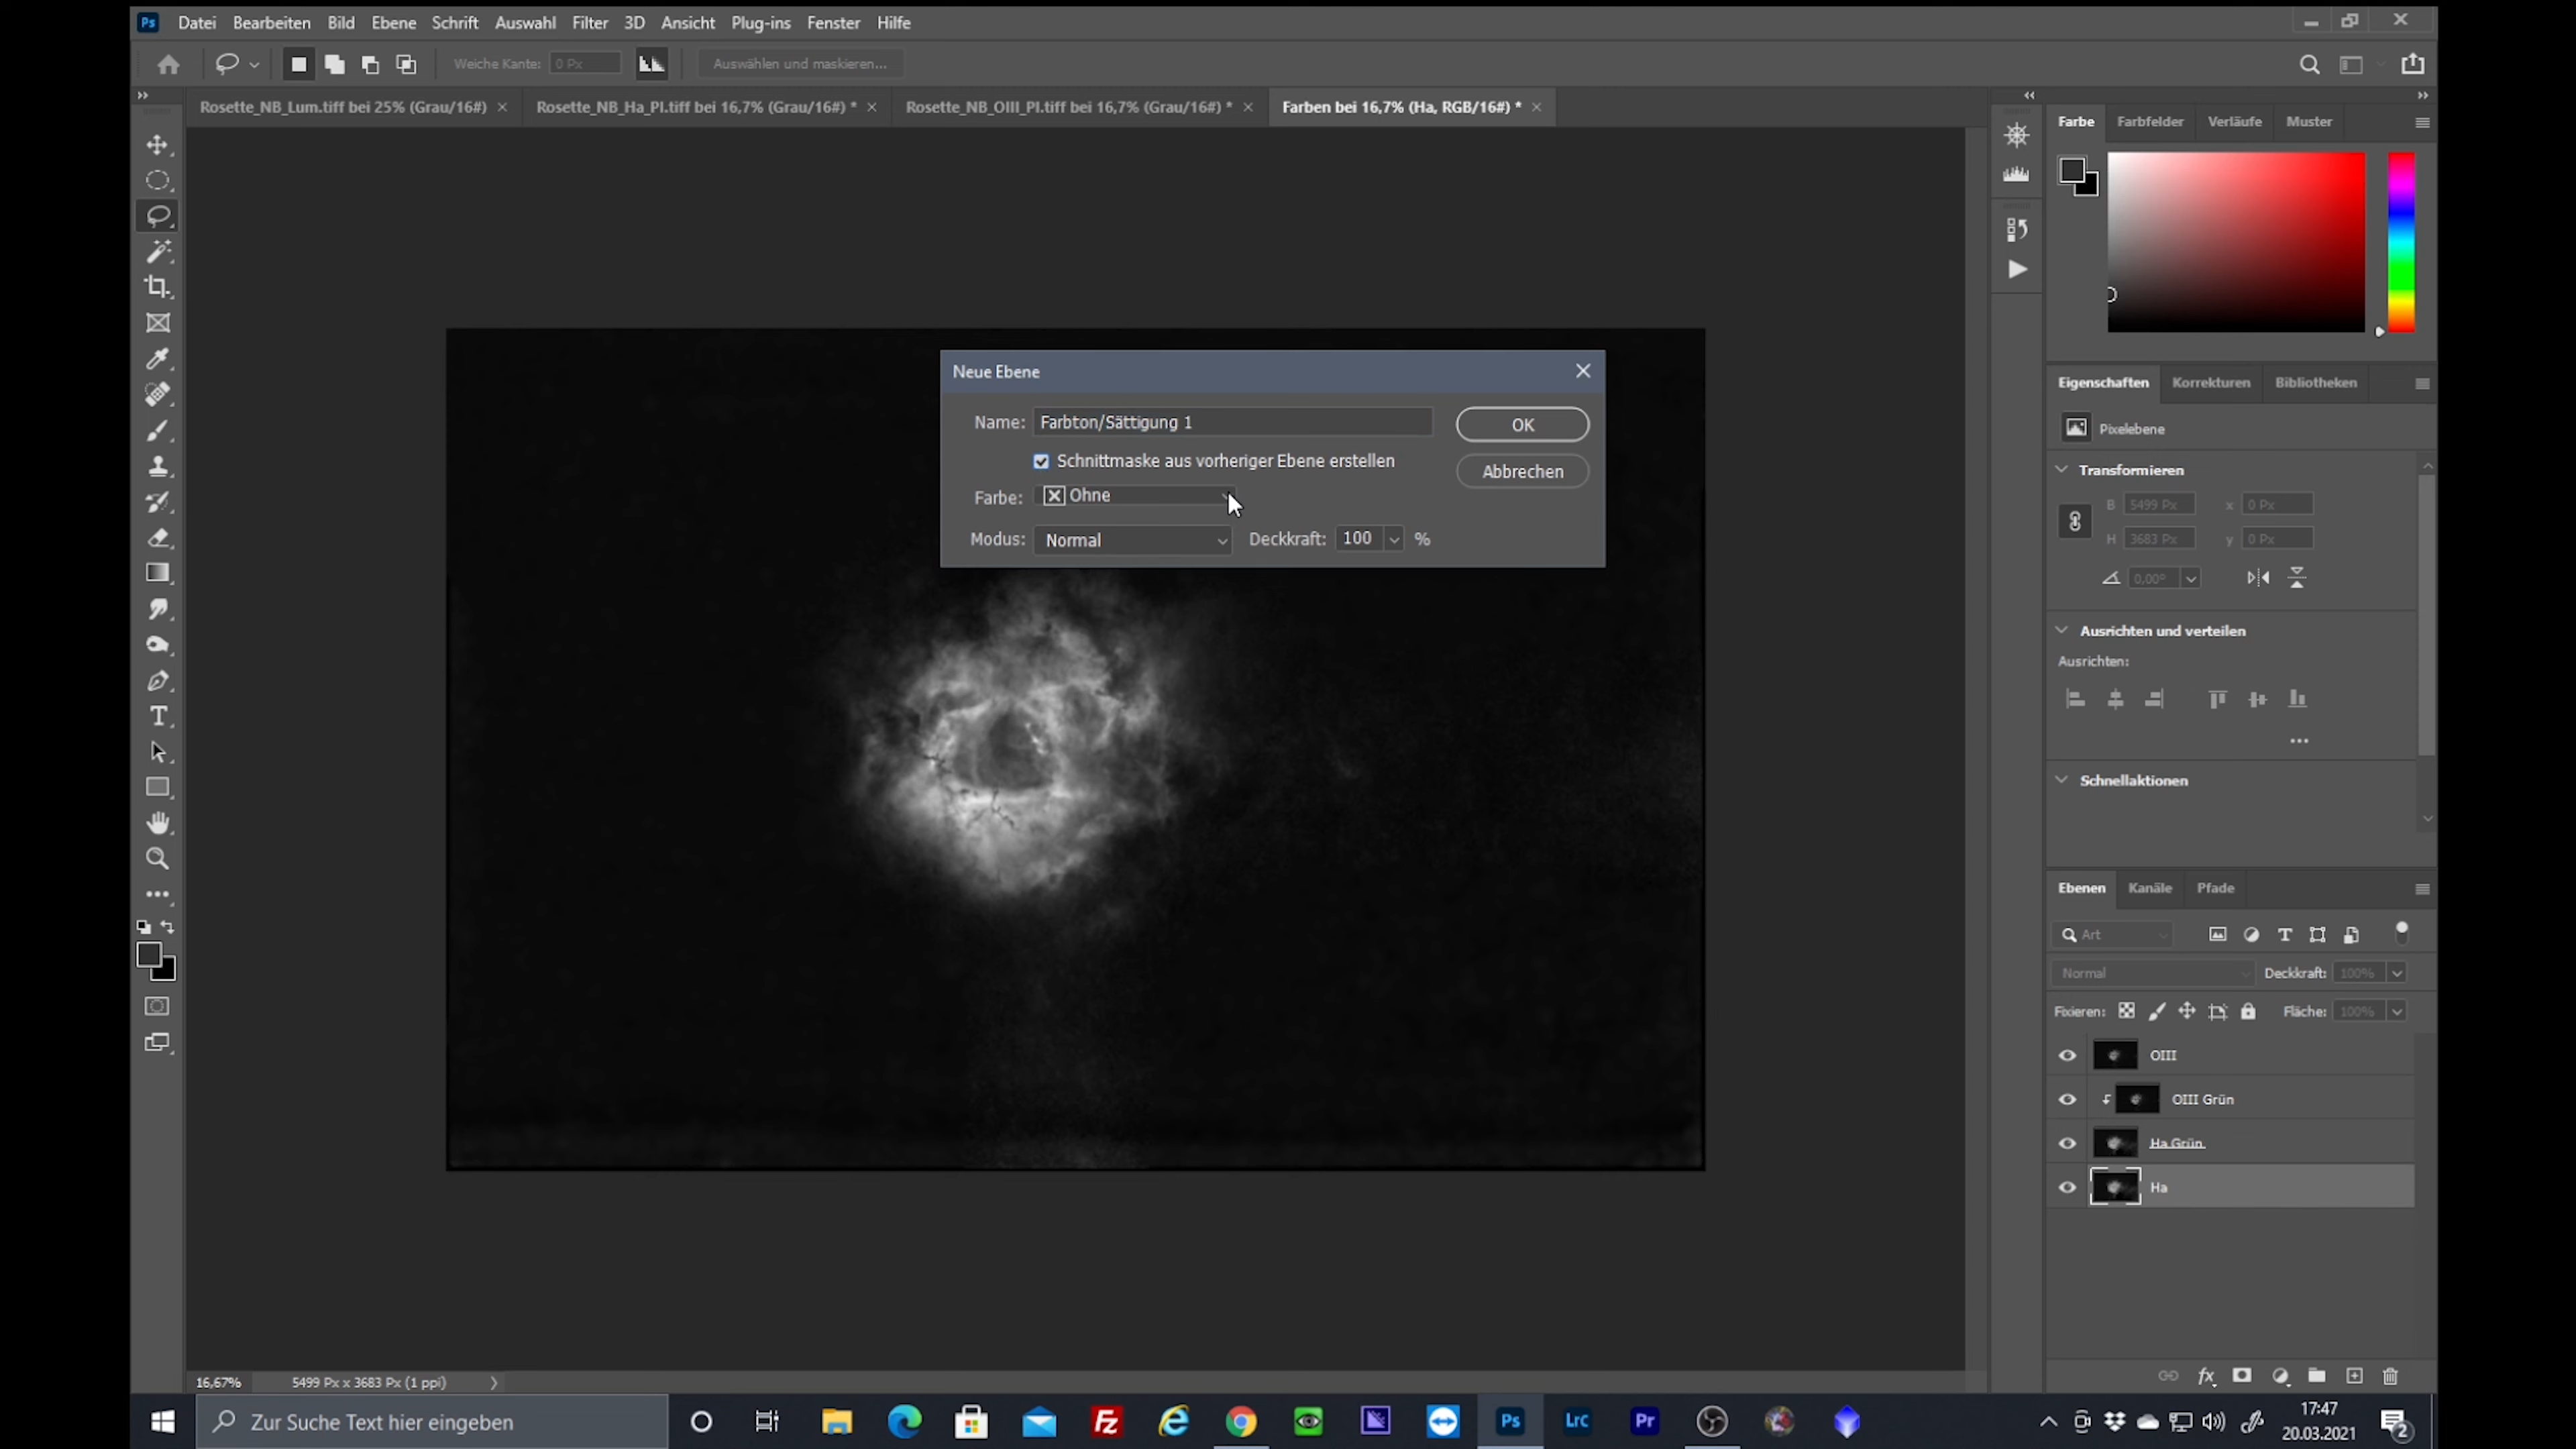 Ps Datei Bearbeiten Bild Ebene Schrift Auswahl Filter 3D Ansicht Plug-ins Fenster Hilfe
Weiche Kante: 0 Px Auswählen und maskieren...
Rosette_NB_Lum.tiff bei 25% (Grau/16#) Rosette_NB_Ha_PI.tiff bei 16,7% (Grau/16#) * Rosette_NB_OIII_PI.tiff bei 16,7% (Grau/16#) * Farben bei 16,7% (Ha, RGB/16#) *
Farbe Farbfelder Verläufe Muster
Neue Ebene
Name: Farbton/Sättigung 1 OK
Schnittmaske aus vorheriger Ebene erstellen
Abbrechen
Farbe: Ohne
Modus: Normal Deckkraft: 100 %
Eigenschaften Korrekturen Bibliotheken
Pixelebene
Transformieren
B 5499 Px x 0 Px
H 3683 Px y 0 Px
0,00°
Ausrichten und verteilen
Ausrichten:
Schnellaktionen
Ebenen Kanäle Pfade
Art
Normal Deckkraft: 100%
Fixieren: Fläche: 100%
OIII
OIII Grün
Ha Grün
Ha
16,67% 5499 Px x 3683 Px (1 ppi)
Zur Suche Text hier eingeben
Fz
Ps Lrc Pr
17:47
20.03.2021
2